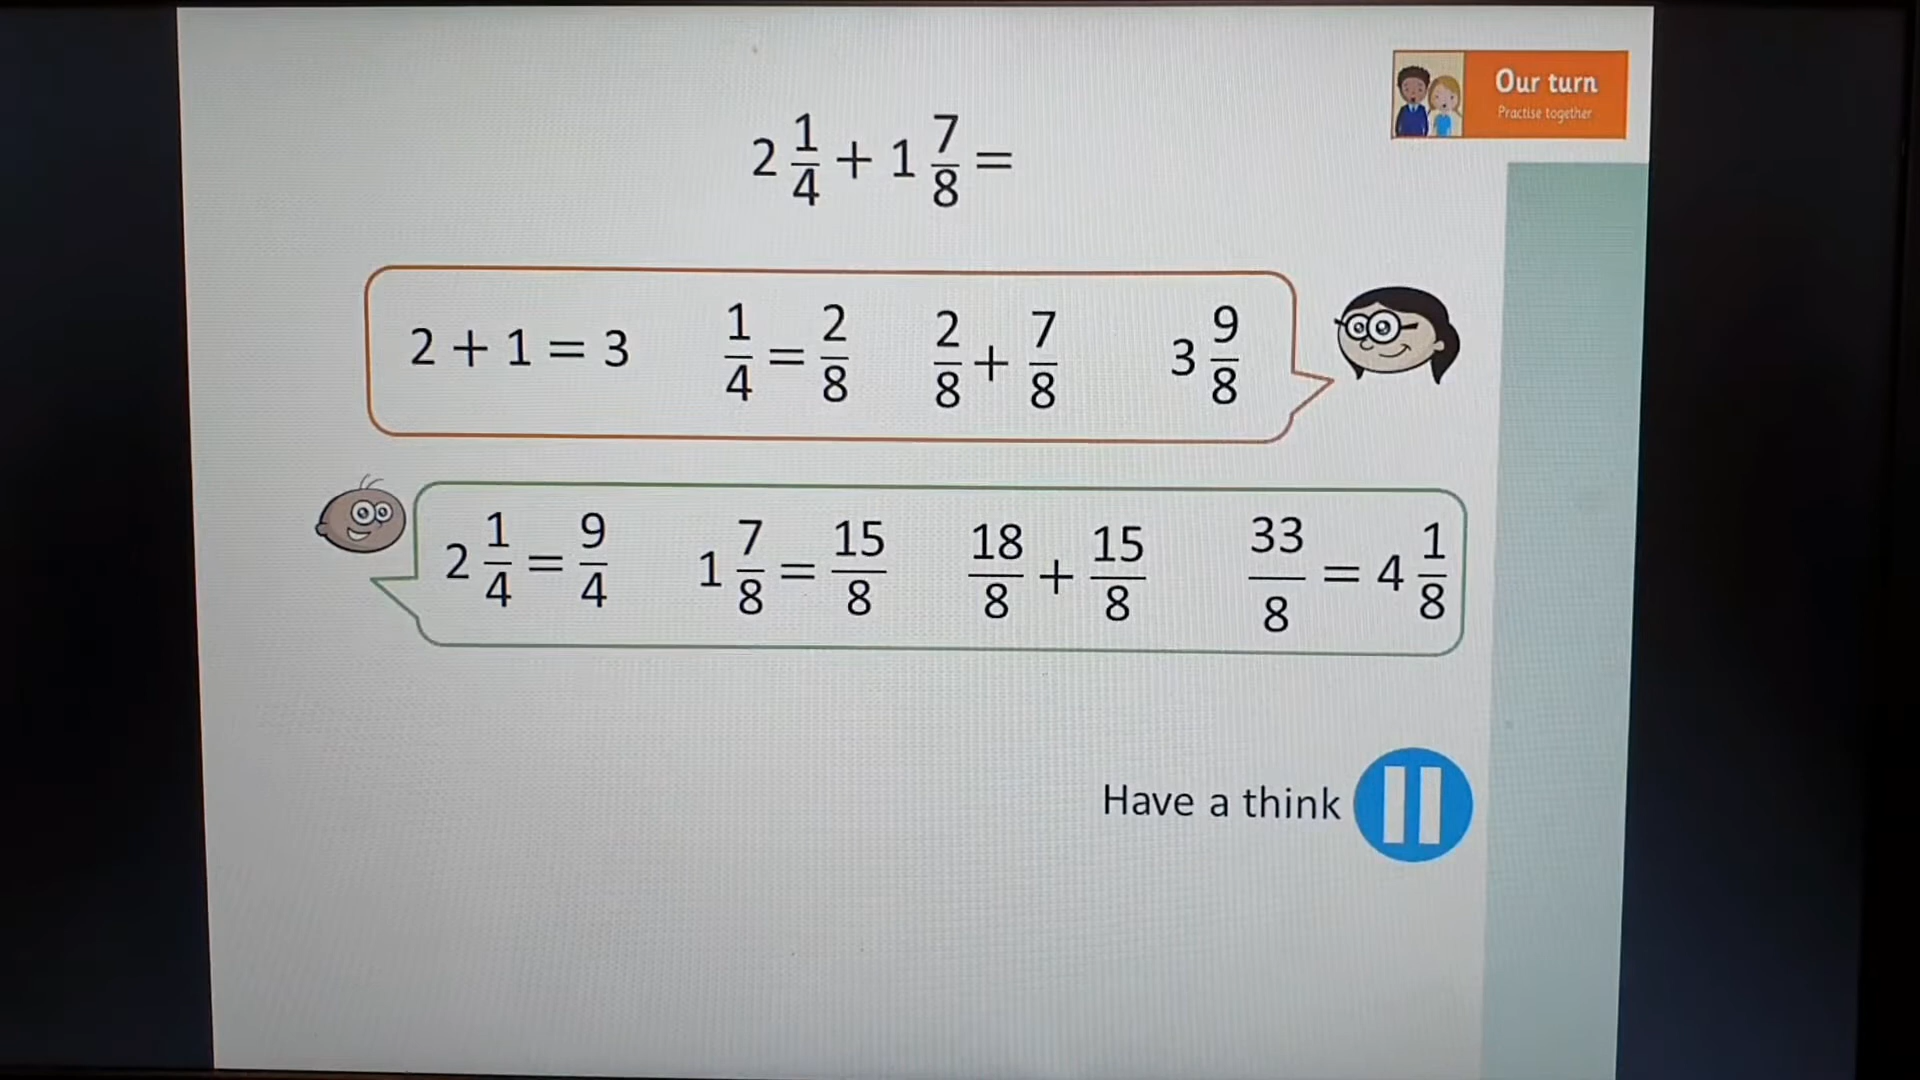 Our turn
Practise together
2 1/4 + 1 7/8 =
2 + 1 = 3 1/4 = 2/8 2/8 + 7/8 3 9/8
2 1/4 = 9/4 1 7/8 = 15/8 18/8 + 15/8 33/8 = 4 1/8
Have a think